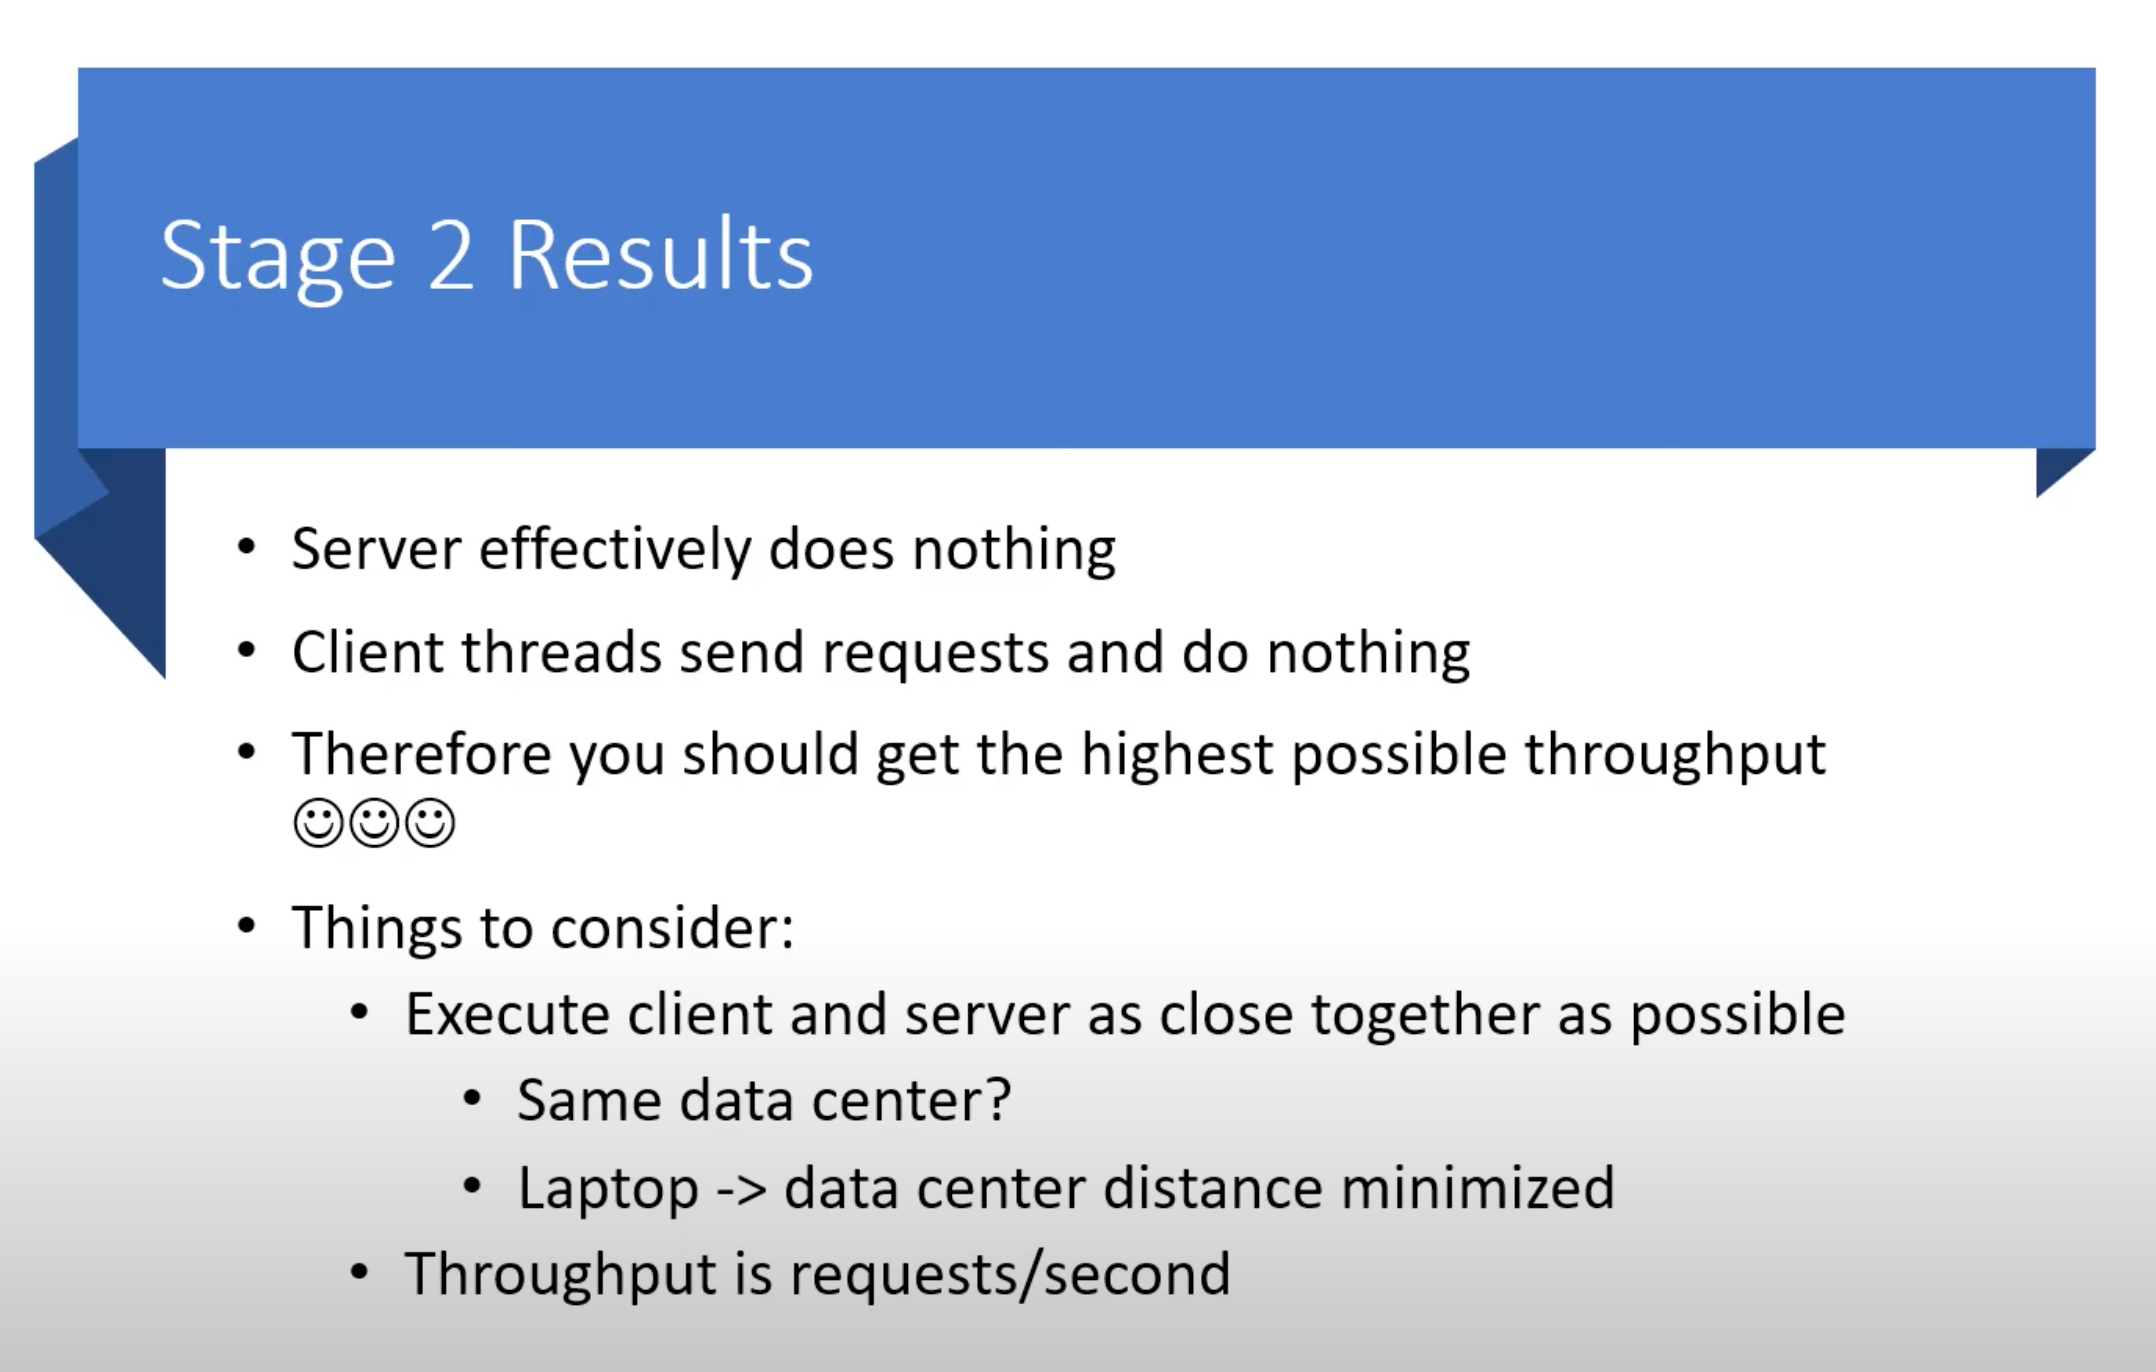 Stage 2 Results
• Server effectively does nothing
• Client threads send requests and do nothing
• Therefore you should get the highest possible throughput
☺☺☺
• Things to consider:
• Execute client and server as close together as possible
• Same data center?
• Laptop -> data center distance minimized
• Throughput is requests/second